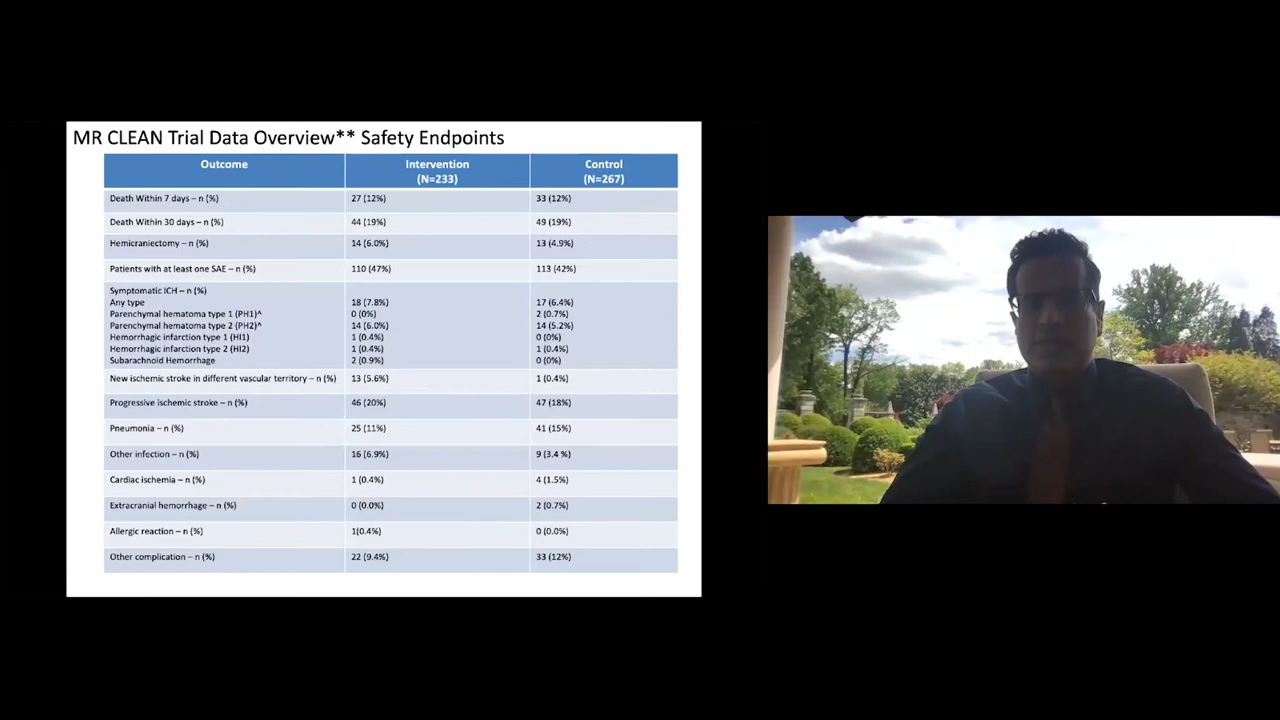 MR CLEAN Trial Data Overview** Safety Endpoints
Outcome Intervention (N=233) Control (N=267)
Death Within 7 days – n (%) 27 (12%) 33 (12%)
Death Within 30 days – n (%) 44 (19%) 49 (19%)
Hemicraniectomy – n (%) 14 (6.0%) 13 (4.9%)
Patients with at least one SAE – n (%) 110 (47%) 113 (42%)
Symptomatic ICH – n (%)
Any type 18 (7.8%) 17 (6.4%)
Parenchymal hematoma type 1 (PH1)^ 0 (0%) 2 (0.7%)
Parenchymal hematoma type 2 (PH2)^ 14 (6.0%) 14 (5.2%)
Hemorrhagic infarction type 1 (HI1) 1 (0.4%) 0 (0%)
Hemorrhagic infarction type 2 (HI2) 1 (0.4%) 1 (0.4%)
Subarachnoid Hemorrhage 2 (0.9%) 0 (0%)
New ischemic stroke in different vascular territory – n (%) 13 (5.6%) 1 (0.4%)
Progressive ischemic stroke – n (%) 46 (20%) 47 (18%)
Pneumonia – n (%) 25 (11%) 41 (15%)
Other infection – n (%) 16 (6.9%) 9 (3.4 %)
Cardiac ischemia – n (%) 1 (0.4%) 4 (1.5%)
Extracranial hemorrhage – n (%) 0 (0.0%) 2 (0.7%)
Allergic reaction – n (%) 1(0.4%) 0 (0.0%)
Other complication – n (%) 22 (9.4%) 33 (12%)